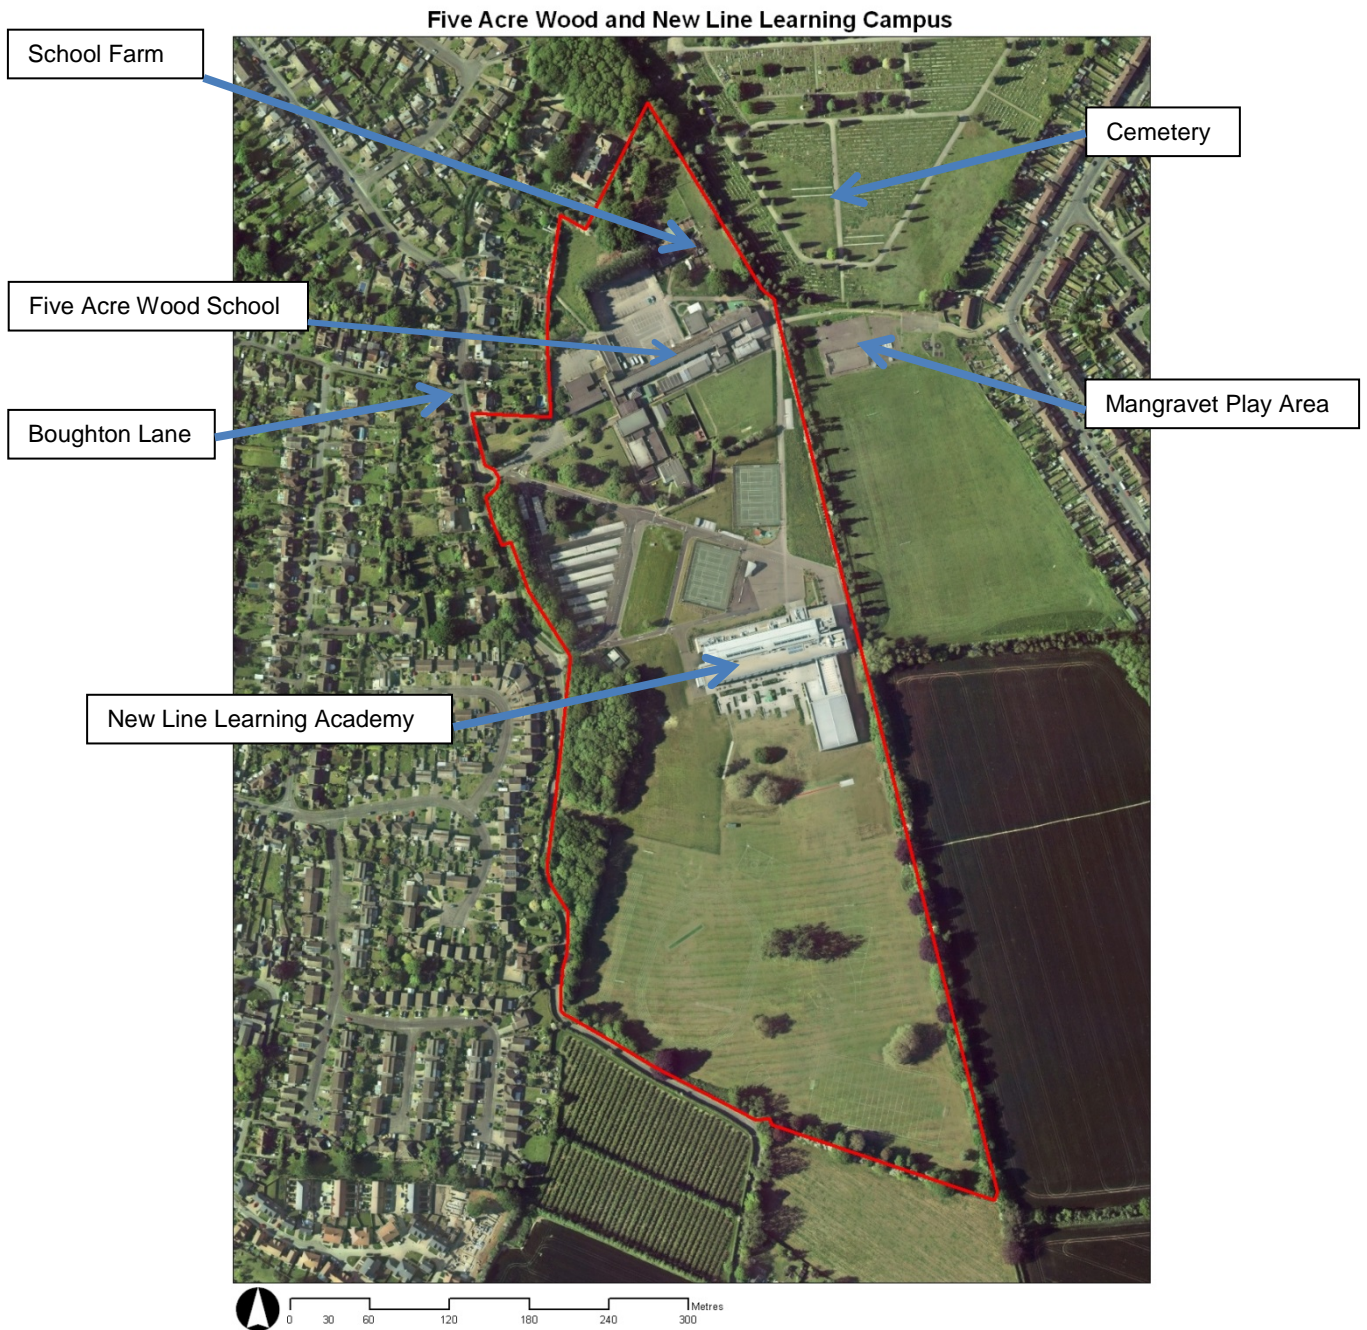 Five Acre Wood and New Line Learning Campus
School Farm
Cemetery
Five Acre Wood School
Mangravet Play Area
Boughton Lane
New Line Learning Academy
Metres
0 30 60 120 180 240 300